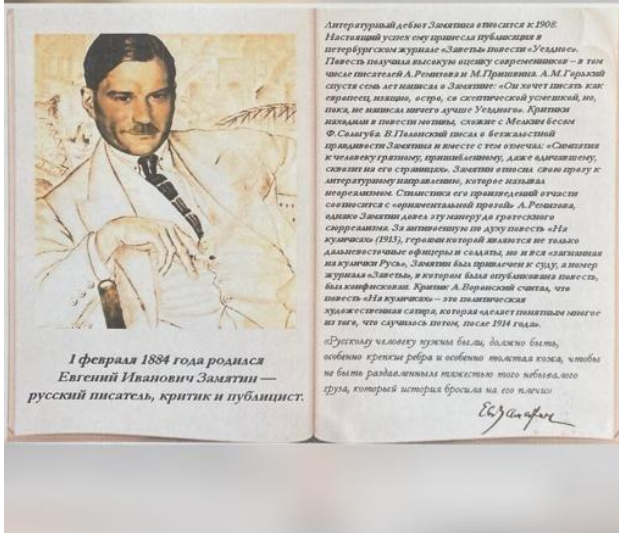 1 февраля 1884 года родился
Евгений Иванович Замятин —
русский писатель, критик и публицист.
Литературный дебют Замятина относится к 1908.
Настоящий успех ему принесла публикация в
петербургском журнале «Заветы» повести «Уездное».
Повесть получила высокую оценку современников – в том
числе писателей А.Ремизова и М.Пришвина. А.М.Горький
спустя семь лет написал о Замятине: «Он хочет писать как
европеец, изящно, остро, со скептической усмешкой, но,
пока, не написал ничего лучше Уездного». Критики
находили в повести мотивы, схожие с Мелким бесом
Ф.Сологуба. В.Полонский писал о безжалостной
правдивости Замятина и вместе с тем отмечал: «Симпатия
к человеку грязному, пришибленному, даже одичавшему,
сквозит на его страницах». Замятин относил свою прозу к
литературному направлению, которое называл
неореализмом. Стилистика его произведений отчасти
соотносится с «орнаментальной прозой» А.Ремизова,
однако Замятин довел эту манеру до гротескного
сюрреализма. За антивоенную по духу повесть «На
куличках» (1913), героями которой являются не только
дальневосточные офицеры и солдаты, но и вся «загнанная
на кулички Русь», Замятин был привлечен к суду, а номер
журнала «Заветы», в котором была опубликована повесть,
был конфискован. Критик А.Воронский считал, что
повесть «На куличках» – это политическая
художественная сатира, которая «делает понятным многое
из того, что случилось потом, после 1914 года».
«Русскому человеку нужны были, должно быть,
особенно крепкие ребра и особенно толстая кожа, чтобы
не быть раздавленным тяжестью того небывалого
груза, который история бросила на его плечи»
Евг. Замятин